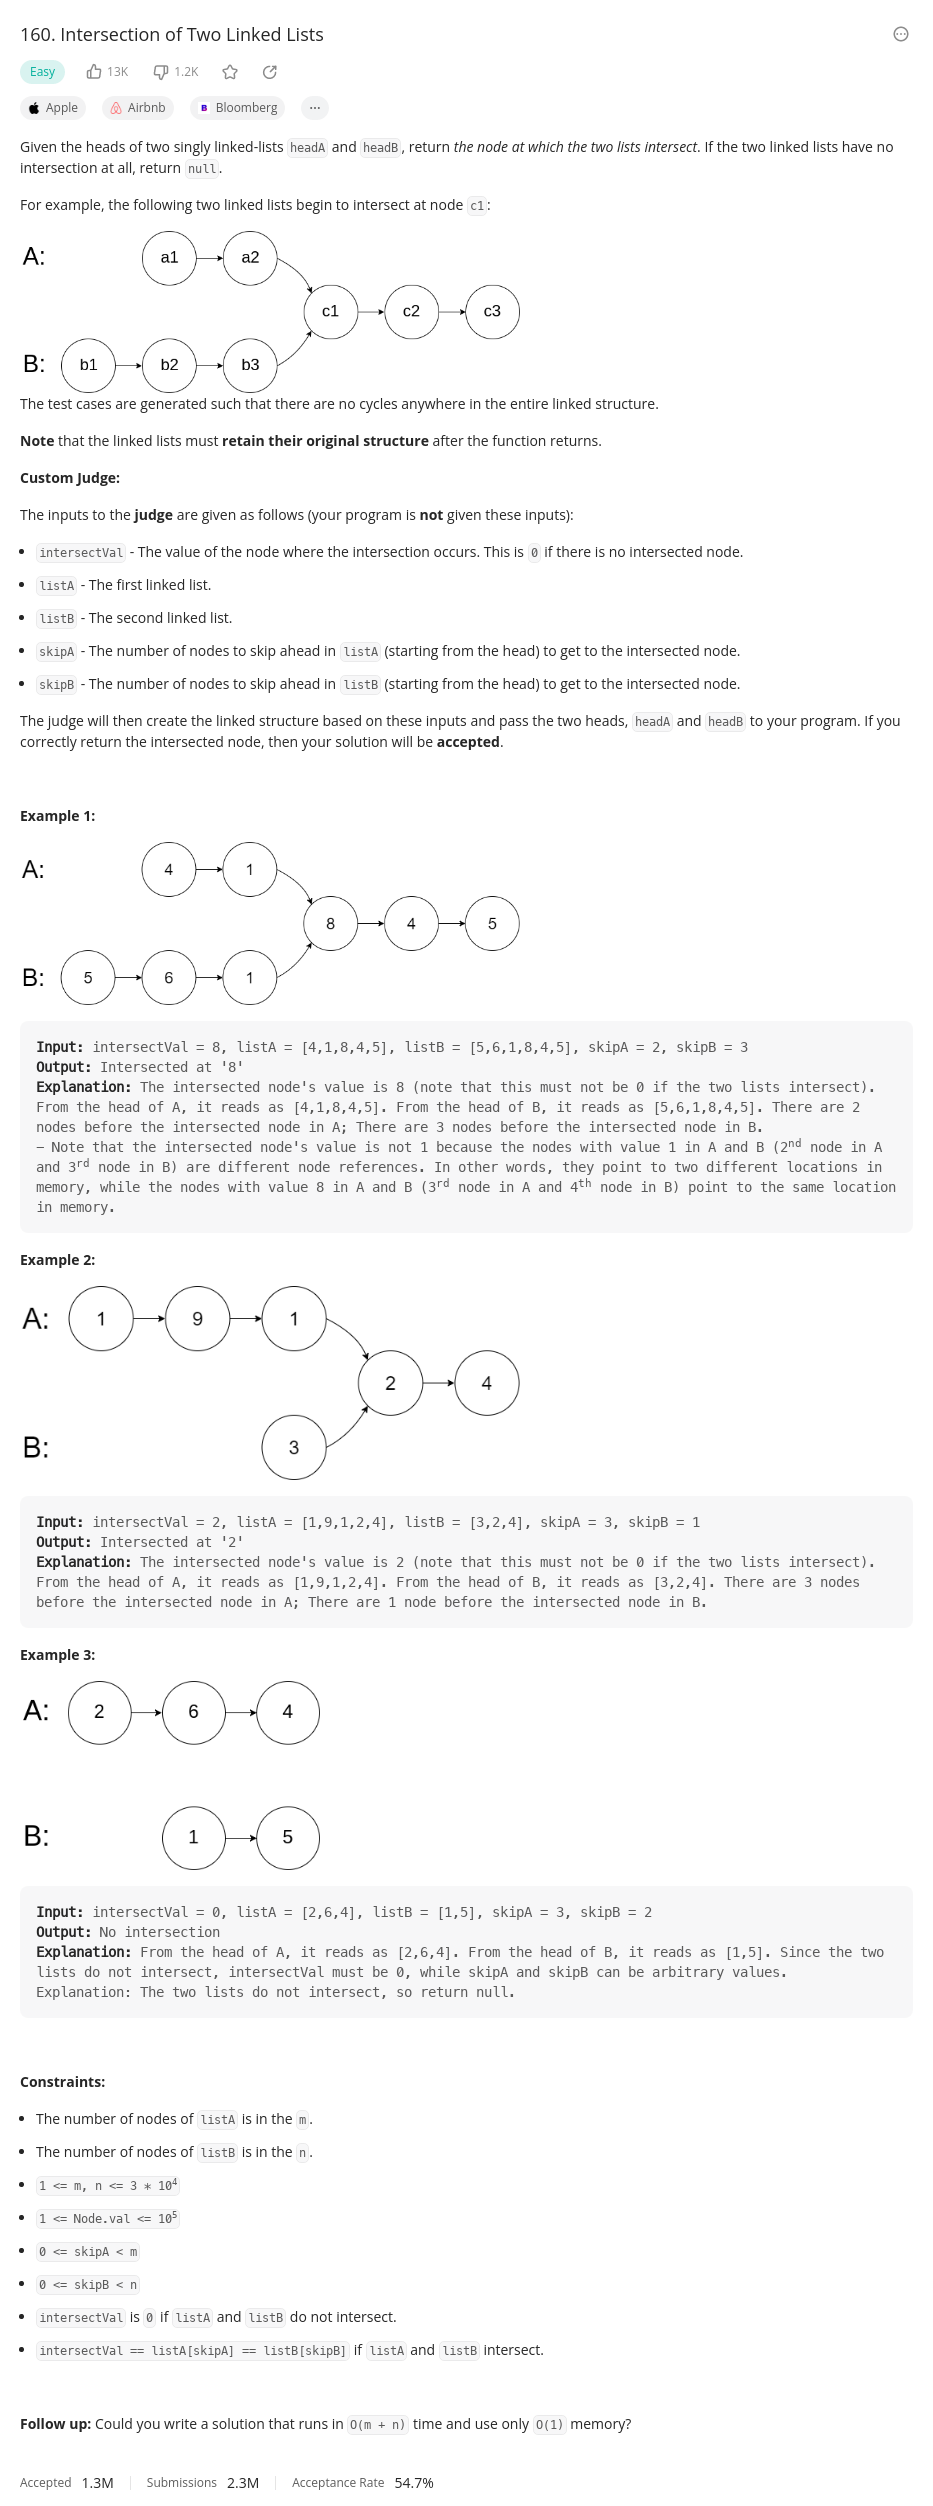 160. Intersection of Two Linked Lists
Easy 13K 1.2K
Apple Airbnb Bloomberg ...
Given the heads of two singly linked-lists headA and headB, return the node at which the two lists intersect. If the two linked lists have no
intersection at all, return null.
For example, the following two linked lists begin to intersect at node c1:
A: a1 a2
c1 c2 c3
B: b1 b2 b3
The test cases are generated such that there are no cycles anywhere in the entire linked structure.
Note that the linked lists must retain their original structure after the function returns.
Custom Judge:
The inputs to the judge are given as follows (your program is not given these inputs):
• intersectVal - The value of the node where the intersection occurs. This is 0 if there is no intersected node.
• listA - The first linked list.
• listB - The second linked list.
• skipA - The number of nodes to skip ahead in listA (starting from the head) to get to the intersected node.
• skipB - The number of nodes to skip ahead in listB (starting from the head) to get to the intersected node.
The judge will then create the linked structure based on these inputs and pass the two heads, headA and headB to your program. If you
correctly return the intersected node, then your solution will be accepted.
Example 1:
A: 4 1
8 4 5
B: 5 6 1
Input: intersectVal = 8, listA = [4,1,8,4,5], listB = [5,6,1,8,4,5], skipA = 2, skipB = 3
Output: Intersected at '8'
Explanation: The intersected node's value is 8 (note that this must not be 0 if the two lists intersect).
From the head of A, it reads as [4,1,8,4,5]. From the head of B, it reads as [5,6,1,8,4,5]. There are 2
nodes before the intersected node in A; There are 3 nodes before the intersected node in B.
– Note that the intersected node's value is not 1 because the nodes with value 1 in A and B (2nd node in A
and 3rd node in B) are different node references. In other words, they point to two different locations in
memory, while the nodes with value 8 in A and B (3rd node in A and 4th node in B) point to the same location
in memory.
Example 2:
A: 1 9 1
2 4
B: 3
Input: intersectVal = 2, listA = [1,9,1,2,4], listB = [3,2,4], skipA = 3, skipB = 1
Output: Intersected at '2'
Explanation: The intersected node's value is 2 (note that this must not be 0 if the two lists intersect).
From the head of A, it reads as [1,9,1,2,4]. From the head of B, it reads as [3,2,4]. There are 3 nodes
before the intersected node in A; There are 1 node before the intersected node in B.
Example 3:
A: 2 6 4
B: 1 5
Input: intersectVal = 0, listA = [2,6,4], listB = [1,5], skipA = 3, skipB = 2
Output: No intersection
Explanation: From the head of A, it reads as [2,6,4]. From the head of B, it reads as [1,5]. Since the two
lists do not intersect, intersectVal must be 0, while skipA and skipB can be arbitrary values.
Explanation: The two lists do not intersect, so return null.
Constraints:
• The number of nodes of listA is in the m.
• The number of nodes of listB is in the n.
• 1 <= m, n <= 3 * 10⁴
• 1 <= Node.val <= 10⁵
• 0 <= skipA < m
• 0 <= skipB < n
• intersectVal is 0 if listA and listB do not intersect.
• intersectVal == listA[skipA] == listB[skipB] if listA and listB intersect.
Follow up: Could you write a solution that runs in O(m + n) time and use only O(1) memory?
Accepted 1.3M Submissions 2.3M Acceptance Rate 54.7%